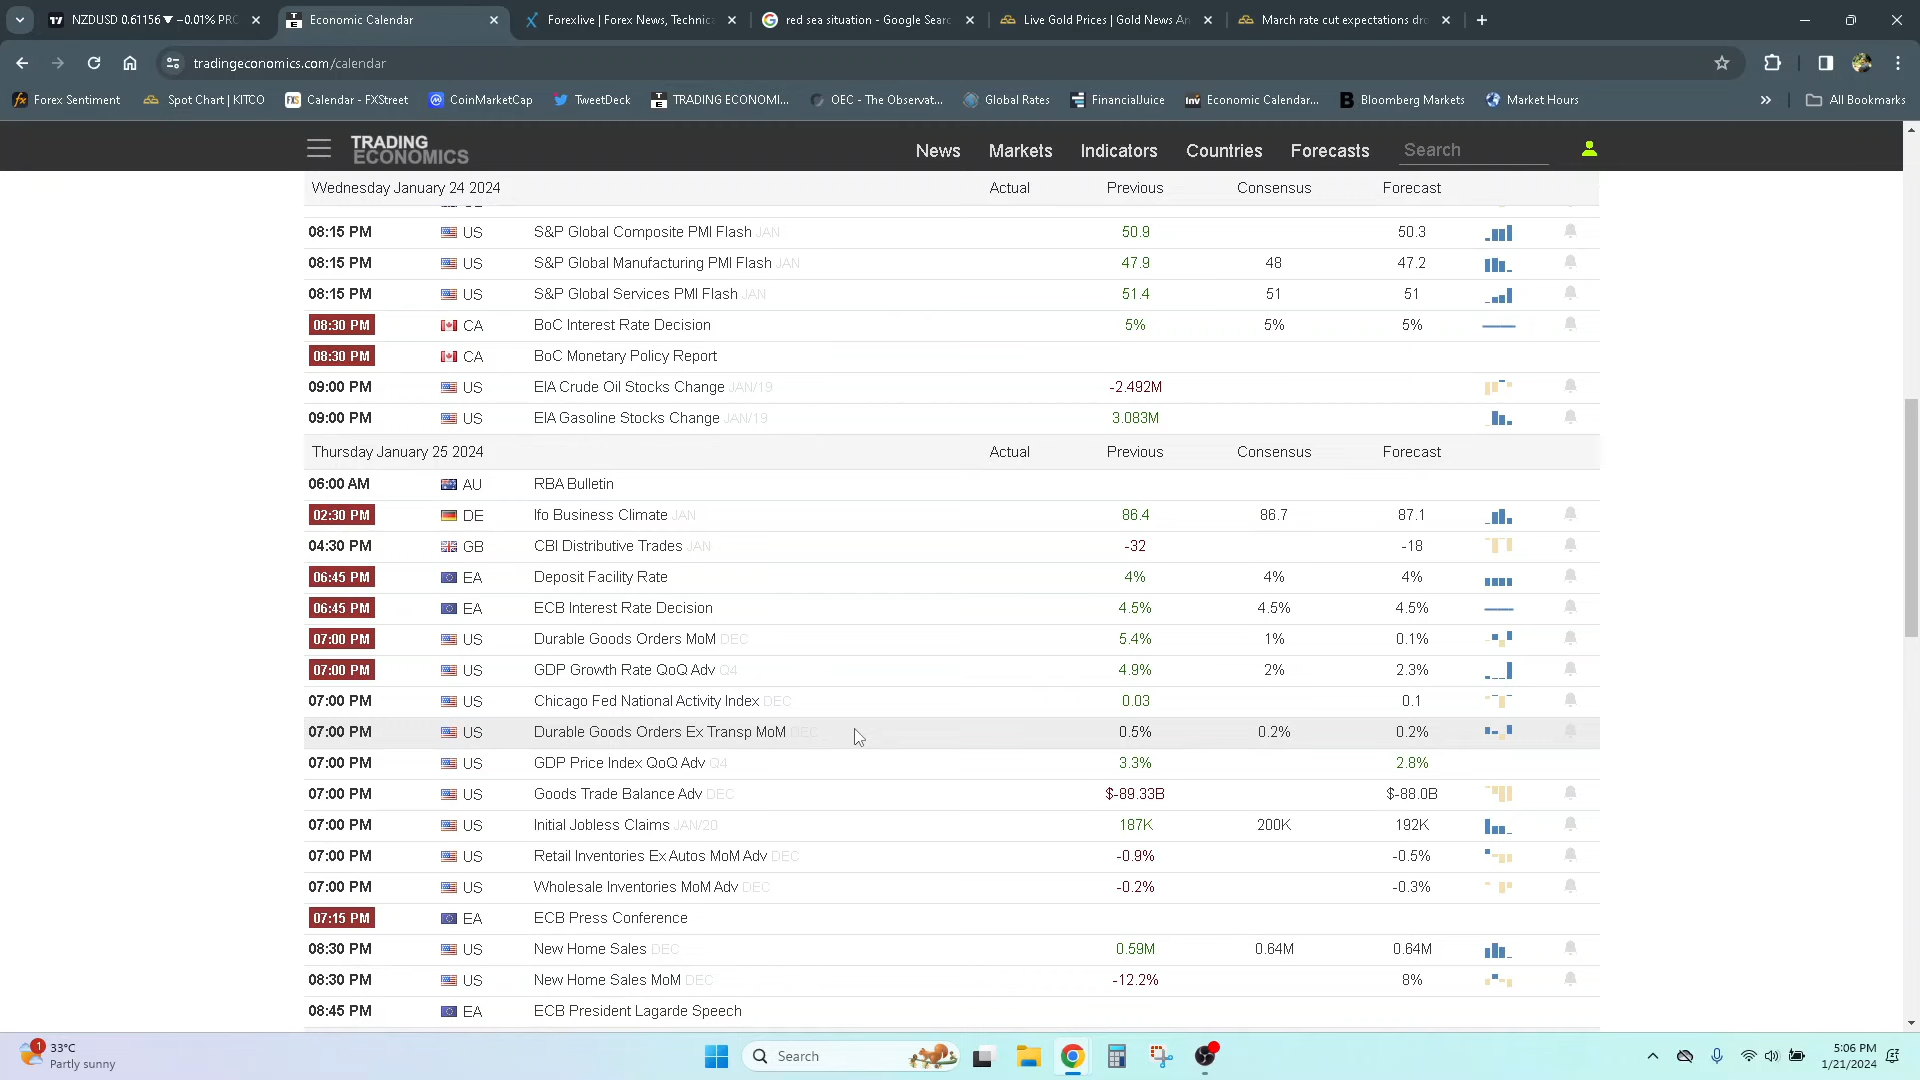 NZDUSD 0.61156 ▼ −0.01% PRO
Economic Calendar
Forexlive | Forex News, Technica
red sea situation - Google Searc
Live Gold Prices | Gold News An
March rate cut expectations dro
tradingeconomics.com/calendar
Forex Sentiment
Spot Chart | KITCO
Calendar - FXStreet
CoinMarketCap
TweetDeck
TRADING ECONOMI...
OEC - The Observat...
Global Rates
FinancialJuice
Economic Calendar...
Bloomberg Markets
Market Hours
»
All Bookmarks
TRADING
ECONOMICS
News
Markets
Indicators
Countries
Forecasts
Search
Wednesday January 24 2024 Actual Previous Consensus Forecast
08:15 PM US S&P Global Composite PMI Flash JAN 50.9 50.3
08:15 PM US S&P Global Manufacturing PMI Flash JAN 47.9 48 47.2
08:15 PM US S&P Global Services PMI Flash JAN 51.4 51 51
08:30 PM CA BoC Interest Rate Decision 5% 5% 5%
08:30 PM CA BoC Monetary Policy Report
09:00 PM US EIA Crude Oil Stocks Change JAN/19 -2.492M
09:00 PM US EIA Gasoline Stocks Change JAN/19 3.083M
Thursday January 25 2024 Actual Previous Consensus Forecast
06:00 AM AU RBA Bulletin
02:30 PM DE Ifo Business Climate JAN 86.4 86.7 87.1
04:30 PM GB CBI Distributive Trades JAN -32 -18
06:45 PM EA Deposit Facility Rate 4% 4% 4%
06:45 PM EA ECB Interest Rate Decision 4.5% 4.5% 4.5%
07:00 PM US Durable Goods Orders MoM DEC 5.4% 1% 0.1%
07:00 PM US GDP Growth Rate QoQ Adv Q4 4.9% 2% 2.3%
07:00 PM US Chicago Fed National Activity Index DEC 0.03 0.1
07:00 PM US Durable Goods Orders Ex Transp MoM DEC 0.5% 0.2% 0.2%
07:00 PM US GDP Price Index QoQ Adv Q4 3.3% 2.8%
07:00 PM US Goods Trade Balance Adv DEC $-89.33B $-88.0B
07:00 PM US Initial Jobless Claims JAN/20 187K 200K 192K
07:00 PM US Retail Inventories Ex Autos MoM Adv DEC -0.9% -0.5%
07:00 PM US Wholesale Inventories MoM Adv DEC -0.2% -0.3%
07:15 PM EA ECB Press Conference
08:30 PM US New Home Sales DEC 0.59M 0.64M 0.64M
08:30 PM US New Home Sales MoM DEC -12.2% 8%
08:45 PM EA ECB President Lagarde Speech
1
33°C
Partly sunny
Search
5:06 PM
1/21/2024